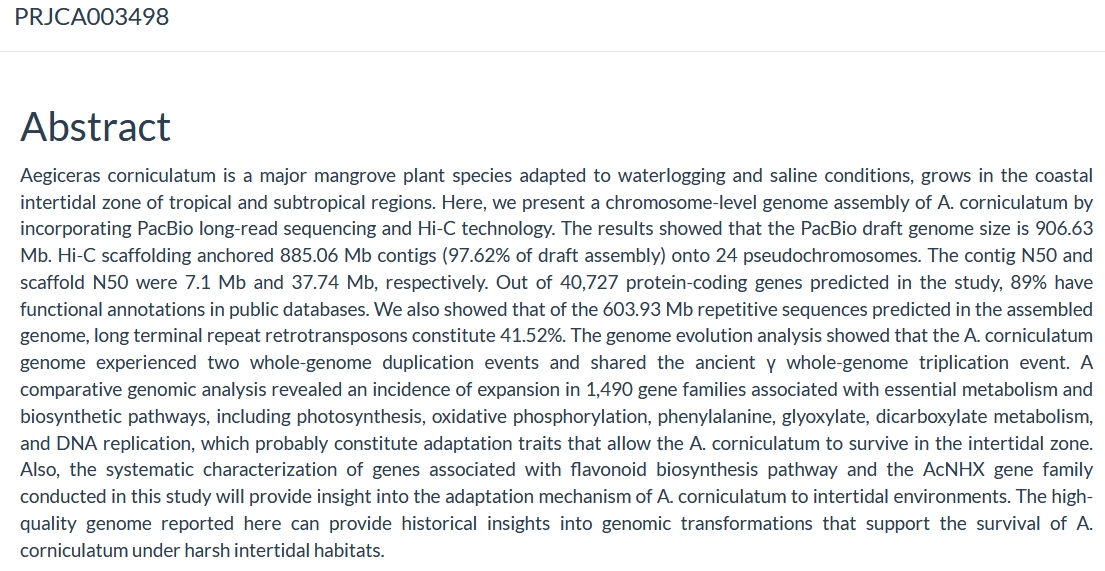 PRJCA003498
Abstract
Aegiceras corniculatum is a major mangrove plant species adapted to waterlogging and saline conditions, grows in the coastal
intertidal zone of tropical and subtropical regions. Here, we present a chromosome-level genome assembly of A. corniculatum by
incorporating PacBio long-read sequencing and Hi-C technology. The results showed that the PacBio draft genome size is 906.63
Mb. Hi-C scaffolding anchored 885.06 Mb contigs (97.62% of draft assembly) onto 24 pseudochromosomes. The contig N50 and
scaffold N50 were 7.1 Mb and 37.74 Mb, respectively. Out of 40,727 protein-coding genes predicted in the study, 89% have
functional annotations in public databases. We also showed that of the 603.93 Mb repetitive sequences predicted in the assembled
genome, long terminal repeat retrotransposons constitute 41.52%. The genome evolution analysis showed that the A. corniculatum
genome experienced two whole-genome duplication events and shared the ancient γ whole-genome triplication event. A
comparative genomic analysis revealed an incidence of expansion in 1,490 gene families associated with essential metabolism and
biosynthetic pathways, including photosynthesis, oxidative phosphorylation, phenylalanine, glyoxylate, dicarboxylate metabolism,
and DNA replication, which probably constitute adaptation traits that allow the A. corniculatum to survive in the intertidal zone.
Also, the systematic characterization of genes associated with flavonoid biosynthesis pathway and the AcNHX gene family
conducted in this study will provide insight into the adaptation mechanism of A. corniculatum to intertidal environments. The high-
quality genome reported here can provide historical insights into genomic transformations that support the survival of A.
corniculatum under harsh intertidal habitats.